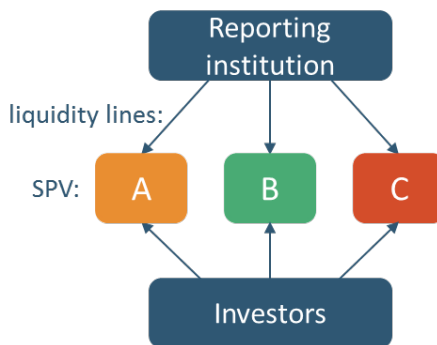 Reporting
institution
liquidity lines:
SPV: A B C
Investors